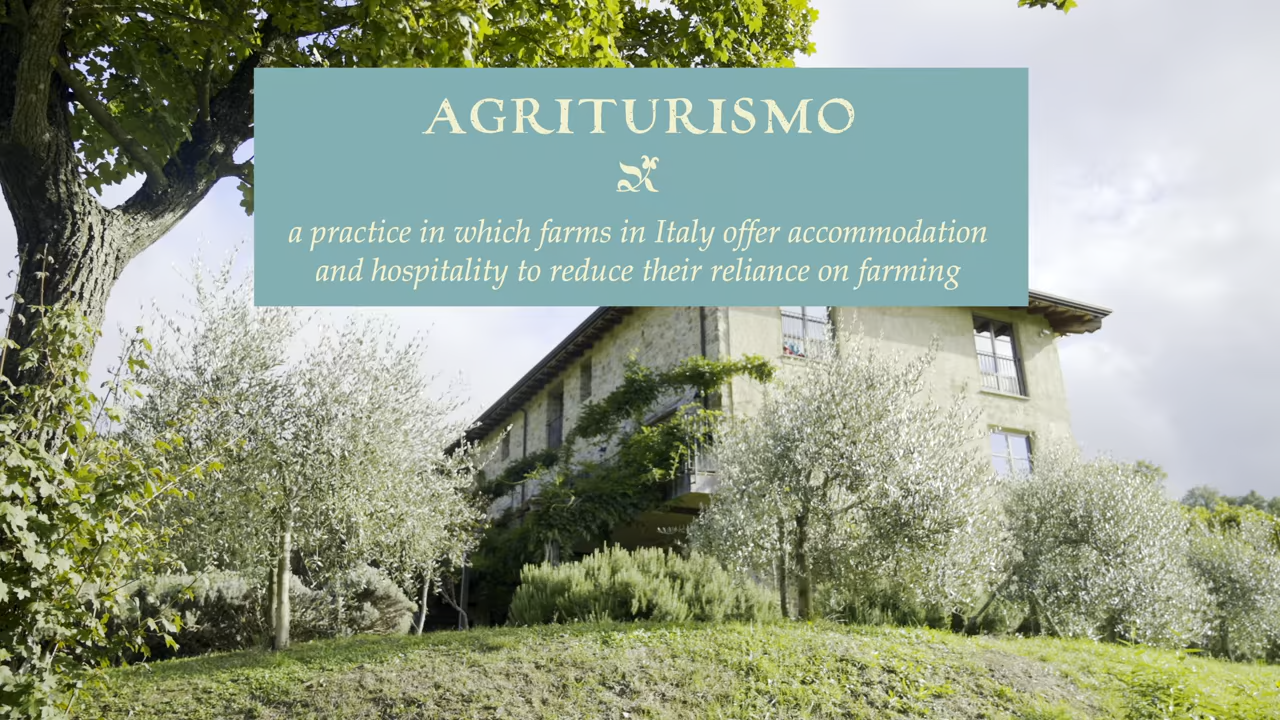 AGRITURISMO
a practice in which farms in Italy offer accommodation
and hospitality to reduce their reliance on farming